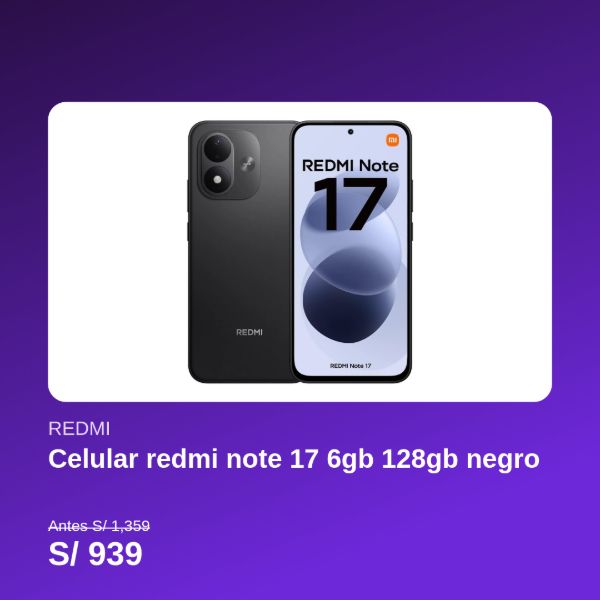 mi
REDMI Note
17
REDMI
REDMI Note 17
REDMI
Celular redmi note 17 6gb 128gb negro
Antes S/ 1,359
S/ 939